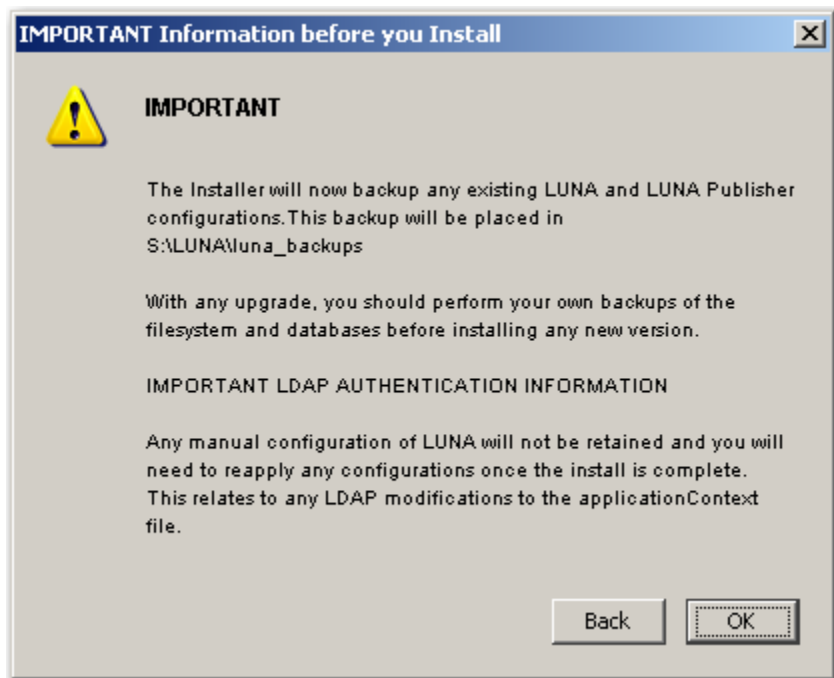 IMPORTANT Information before you Install
IMPORTANT
The Installer will now backup any existing LUNA and LUNA Publisher
configurations.This backup will be placed in
S:\LUNA\luna_backups
With any upgrade, you should perform your own backups of the
filesystem and databases before installing any new version.
IMPORTANT LDAP AUTHENTICATION INFORMATION
Any manual configuration of LUNA will not be retained and you will
need to reapply any configurations once the install is complete.
This relates to any LDAP modifications to the applicationContext
file.
Back
OK